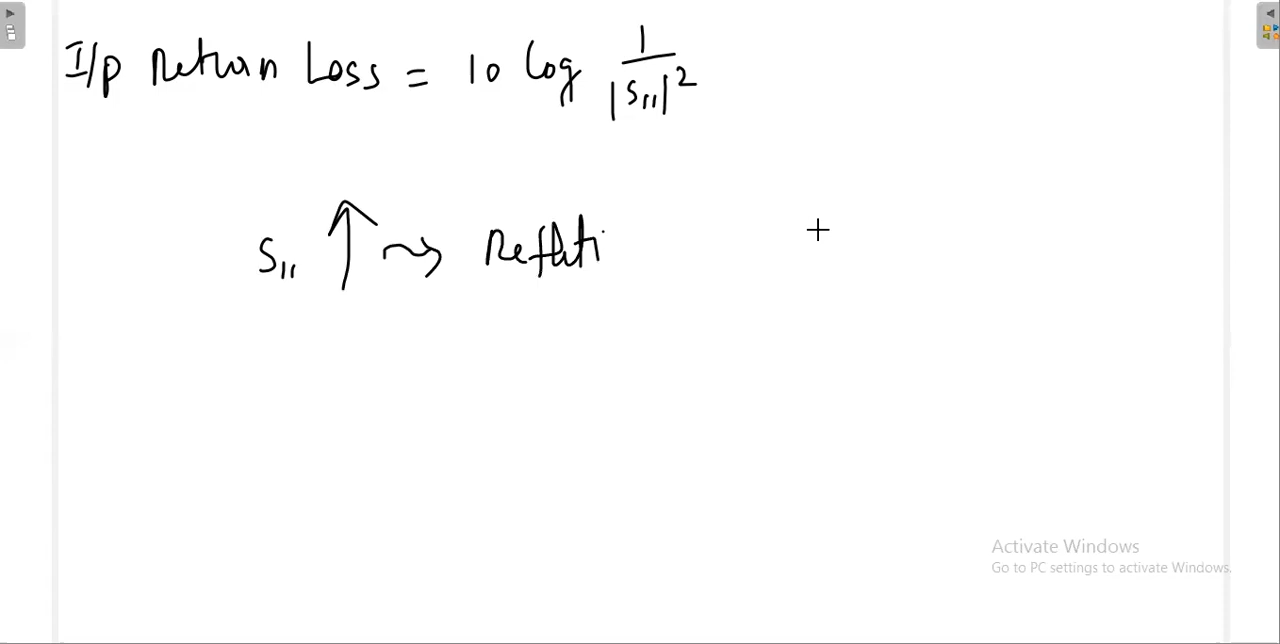 I/p Return Loss = 10 log 1/|S11|²
S11 ↑ ⇝ Reflecti
Activate Windows
Go to PC settings to activate Windows.